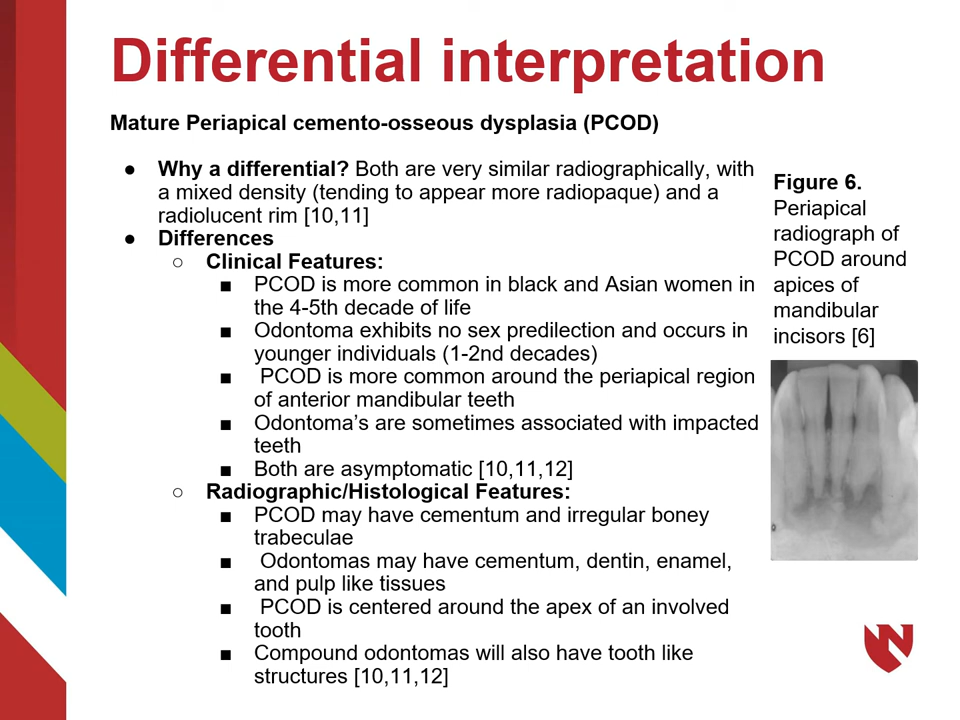 Differential interpretation
Mature Periapical cemento-osseous dysplasia (PCOD)
● Why a differential? Both are very similar radiographically, with
a mixed density (tending to appear more radiopaque) and a
radiolucent rim [10,11]
● Differences
○ Clinical Features:
■ PCOD is more common in black and Asian women in
the 4-5th decade of life
■ Odontoma exhibits no sex predilection and occurs in
younger individuals (1-2nd decades)
■ PCOD is more common around the periapical region
of anterior mandibular teeth
■ Odontoma’s are sometimes associated with impacted
teeth
■ Both are asymptomatic [10,11,12]
○ Radiographic/Histological Features:
■ PCOD may have cementum and irregular boney
trabeculae
■ Odontomas may have cementum, dentin, enamel,
and pulp like tissues
■ PCOD is centered around the apex of an involved
tooth
■ Compound odontomas will also have tooth like
structures [10,11,12]
Figure 6.
Periapical
radiograph of
PCOD around
apices of
mandibular
incisors [6]
N